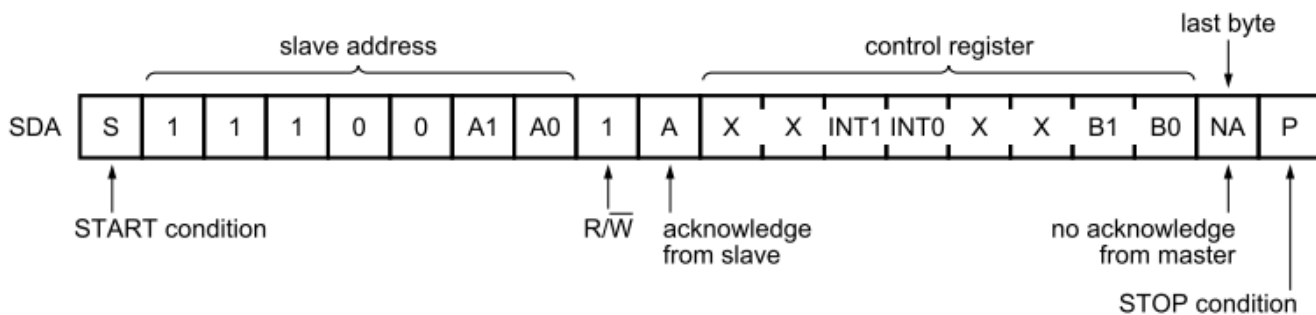 last byte
slave address control register
SDA S 1 1 1 0 0 A1 A0 1 A X X INT1 INT0 X X B1 B0 NA P
START condition R/W̅ acknowledge from slave no acknowledge from master
STOP condition